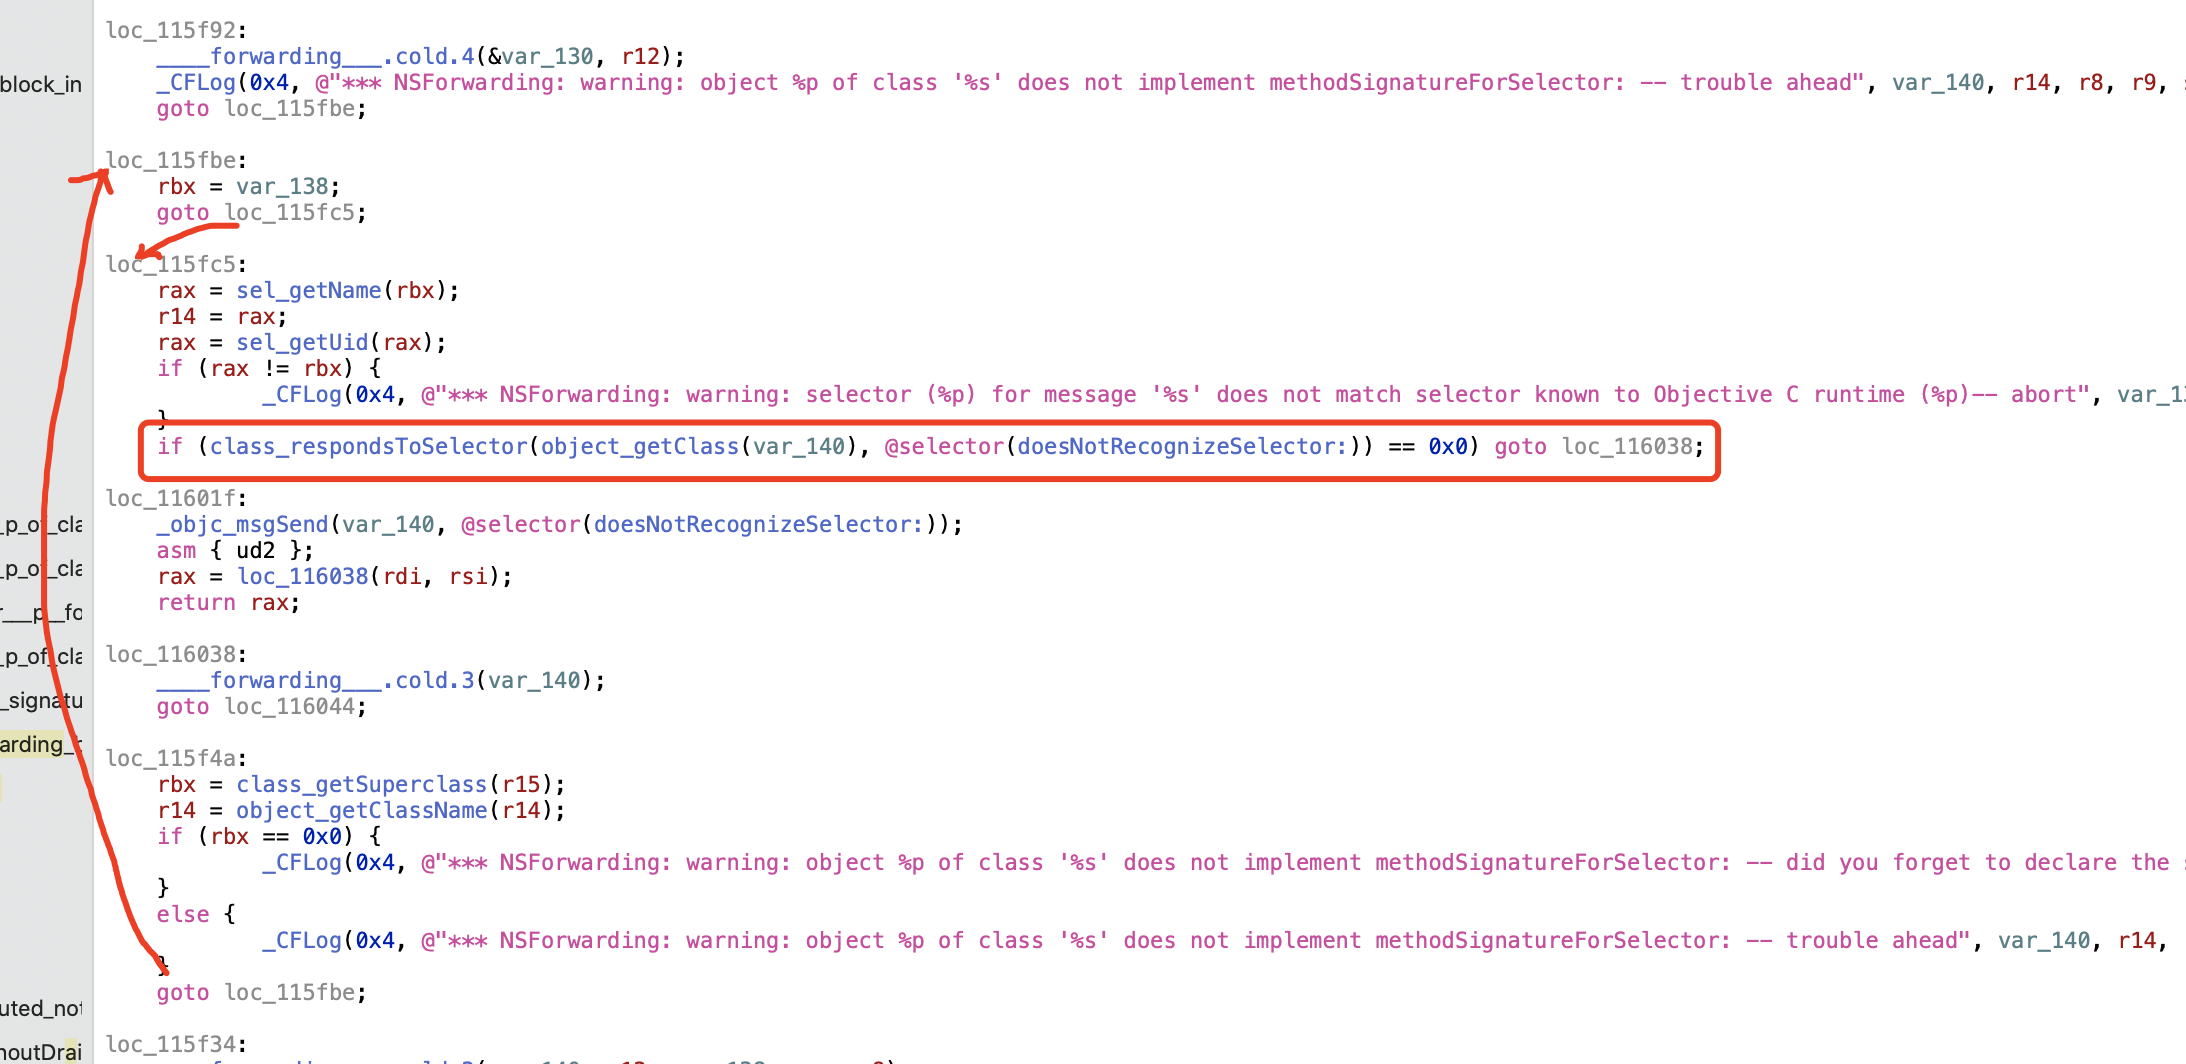 loc_115f92:
____forwarding___.cold.4(&var_130, r12);
_CFLog(0x4, @"*** NSForwarding: warning: object %p of class '%s' does not implement methodSignatureForSelector: -- trouble ahead", var_140, r14, r8, r9,
goto loc_115fbe;
block_in
loc_115fbe:
rbx = var_138;
goto loc_115fc5;
loc_115fc5:
rax = sel_getName(rbx);
r14 = rax;
rax = sel_getUid(rax);
if (rax != rbx) {
_CFLog(0x4, @"*** NSForwarding: warning: selector (%p) for message '%s' does not match selector known to Objective C runtime (%p)-- abort", var_13
}
if (class_respondsToSelector(object_getClass(var_140), @selector(doesNotRecognizeSelector:)) == 0x0) goto loc_116038;
loc_11601f:
_objc_msgSend(var_140, @selector(doesNotRecognizeSelector:));
asm { ud2 };
rax = loc_116038(rdi, rsi);
return rax;
_p_of_cla
_p_of_cla
r___p__fo
_p_of_cla
_signatu
arding_
loc_116038:
____forwarding___.cold.3(var_140);
goto loc_116044;
loc_115f4a:
rbx = class_getSuperclass(r15);
r14 = object_getClassName(r14);
if (rbx == 0x0) {
_CFLog(0x4, @"*** NSForwarding: warning: object %p of class '%s' does not implement methodSignatureForSelector: -- did you forget to declare the
}
else {
_CFLog(0x4, @"*** NSForwarding: warning: object %p of class '%s' does not implement methodSignatureForSelector: -- trouble ahead", var_140, r14,
}
goto loc_115fbe;
uted_not
houtDrai
loc_115f34: